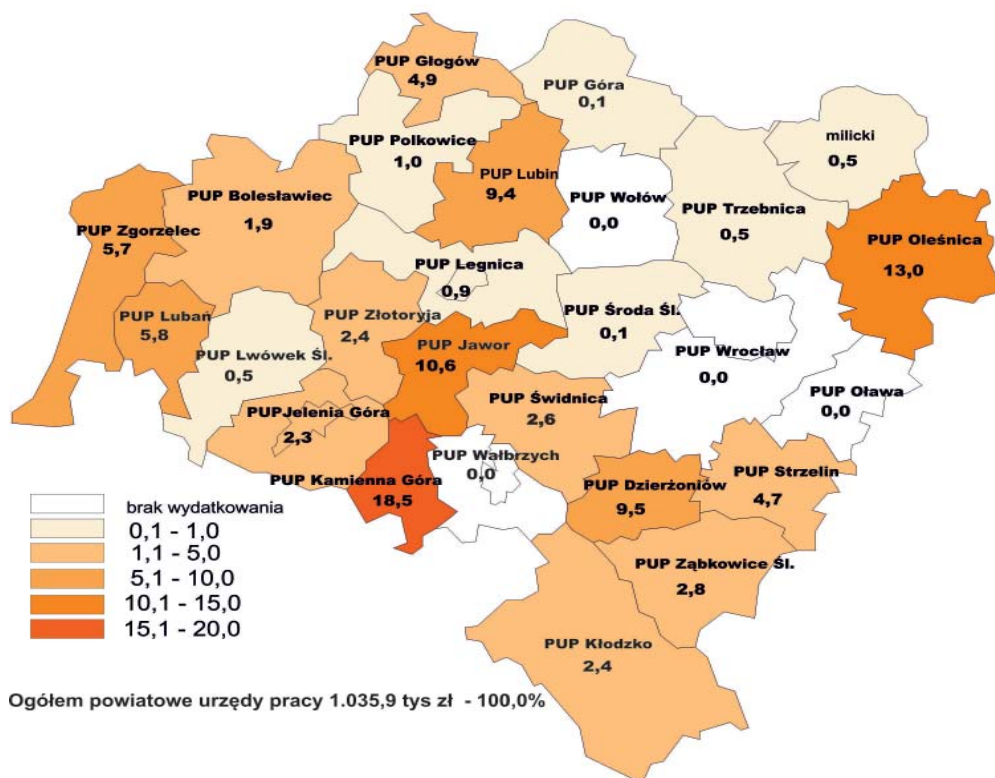 PUP Głogów
4,9
PUP Góra
0,1
milicki
0,5
PUP Polkowice
1,0
PUP Lubin
9,4
PUP Wołów
0,0
PUP Trzebnica
0,5
PUP Oleśnica
13,0
PUP Bolesławiec
1,9
PUP Zgorzelec
5,7
PUP Legnica
0,9
PUP Środa Śl.
0,1
PUP Lubań
5,8
PUP Złotoryja
2,4
PUP Lwówek Śl.
0,5
PUP Jawor
10,6
PUP Wrocław
0,0
PUP Oława
0,0
PUPJelenia Góra
2,3
PUP Świdnica
2,6
PUP Wałbrzych
0,0
PUP Kamienna Góra
18,5
PUP Dzierżoniów
9,5
PUP Strzelin
4,7
PUP Ząbkowice Śl.
2,8
PUP Kłodzko
2,4
brak wydatkowania
0,1 - 1,0
1,1 - 5,0
5,1 - 10,0
10,1 - 15,0
15,1 - 20,0
Ogółem powiatowe urzędy pracy 1.035,9 tys zł - 100,0%